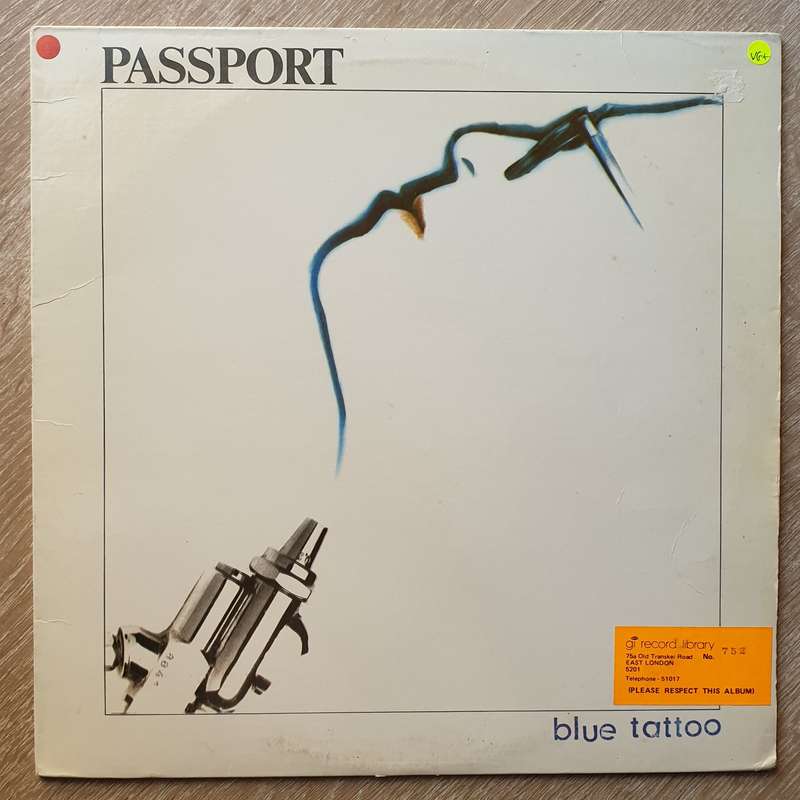 PASSPORT
VG+
gi record library
75a Old Transkei Road No. 752
EAST LONDON
5201
Telephone - 51017
(PLEASE RESPECT THIS ALBUM)
blue tattoo